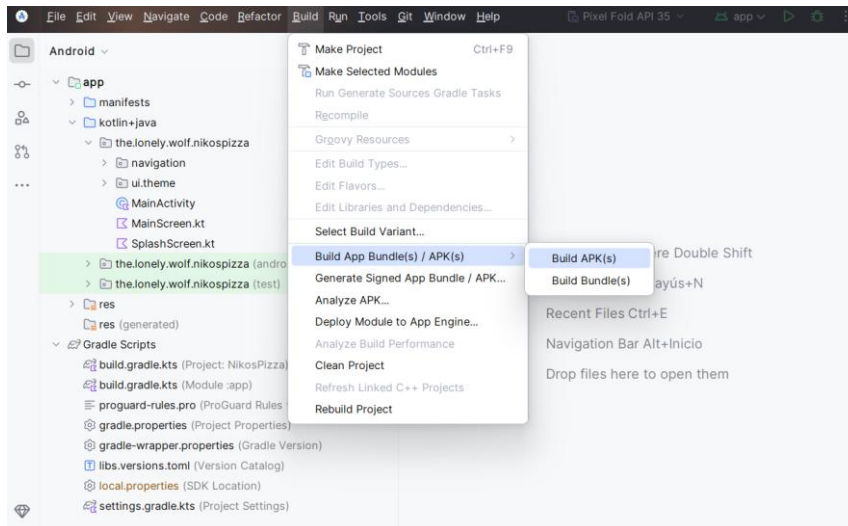 File Edit View Navigate Code Refactor Build Run Tools Git Window Help Pixel Fold API 35 app
Android
app
manifests
kotlin+java
the.lonely.wolf.nikospizza
navigation
ui.theme
MainActivity
MainScreen.kt
SplashScreen.kt
the.lonely.wolf.nikospizza (andro
the.lonely.wolf.nikospizza (test)
res
res (generated)
Gradle Scripts
build.gradle.kts (Project: NikosPizza)
build.gradle.kts (Module :app)
proguard-rules.pro (ProGuard Rules
gradle.properties (Project Properties)
gradle-wrapper.properties (Gradle Version)
libs.versions.toml (Version Catalog)
local.properties (SDK Location)
settings.gradle.kts (Project Settings)
Make Project Ctrl+F9
Make Selected Modules
Run Generate Sources Gradle Tasks
Recompile
Groovy Resources
Edit Build Types...
Edit Flavors...
Edit Libraries and Dependencies...
Select Build Variant...
Build App Bundle(s) / APK(s)
Generate Signed App Bundle / APK...
Analyze APK...
Deploy Module to App Engine...
Analyze Build Performance
Clean Project
Refresh Linked C++ Projects
Rebuild Project
Build APK(s)
Build Bundle(s)
re Double Shift
ayús+N
Recent Files Ctrl+E
Navigation Bar Alt+Inicio
Drop files here to open them